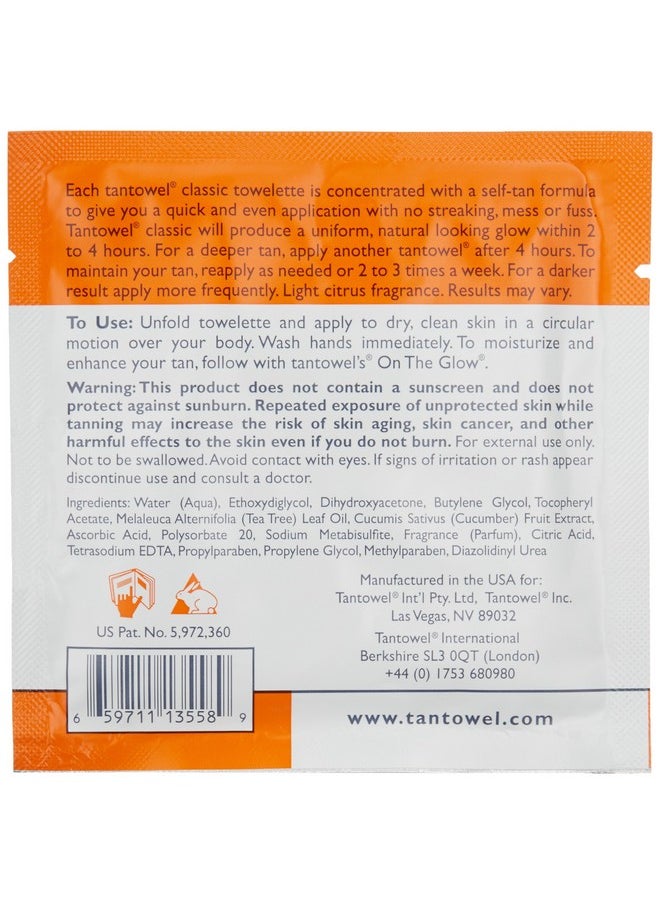 Each tantowel® classic towelette is concentrated with a self-tan formula
to give you a quick and even application with no streaking, mess or fuss.
Tantowel® classic will produce a uniform, natural looking glow within 2
to 4 hours. For a deeper tan, apply another tantowel® after 4 hours. To
maintain your tan, reapply as needed or 2 to 3 times a week. For a darker
result apply more frequently. Light citrus fragrance. Results may vary.
To Use: Unfold towelette and apply to dry, clean skin in a circular
motion over your body. Wash hands immediately. To moisturize and
enhance your tan, follow with tantowel's® On The Glow®.
Warning: This product does not contain a sunscreen and does not
protect against sunburn. Repeated exposure of unprotected skin while
tanning may increase the risk of skin aging, skin cancer, and other
harmful effects to the skin even if you do not burn. For external use only.
Not to be swallowed. Avoid contact with eyes. If signs of irritation or rash appear
discontinue use and consult a doctor.
Ingredients: Water (Aqua), Ethoxydiglycol, Dihydroxyacetone, Butylene Glycol, Tocopheryl
Acetate, Melaleuca Alternifolia (Tea Tree) Leaf Oil, Cucumis Sativus (Cucumber) Fruit Extract,
Ascorbic Acid, Polysorbate 20, Sodium Metabisulfite, Fragrance (Parfum), Citric Acid,
Tetrasodium EDTA, Propylparaben, Propylene Glycol, Methylparaben, Diazolidinyl Urea
US Pat. No. 5,972,360
6 59711 13558 9
Manufactured in the USA for:
Tantowel® Int'l Pty. Ltd, Tantowel® Inc.
Las Vegas, NV 89032
Tantowel® International
Berkshire SL3 0QT (London)
+44 (0) 1753 680980
www.tantowel.com